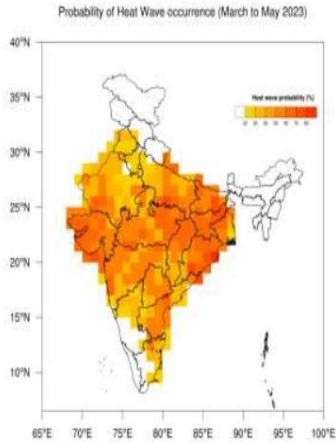 Probability of Heat Wave occurrence (March to May 2023)
40°N
35°N
30°N
25°N
20°N
15°N
10°N
Heat wave probability (%)
65°E 70°E 75°E 80°E 85°E 90°E 95°E 100°E